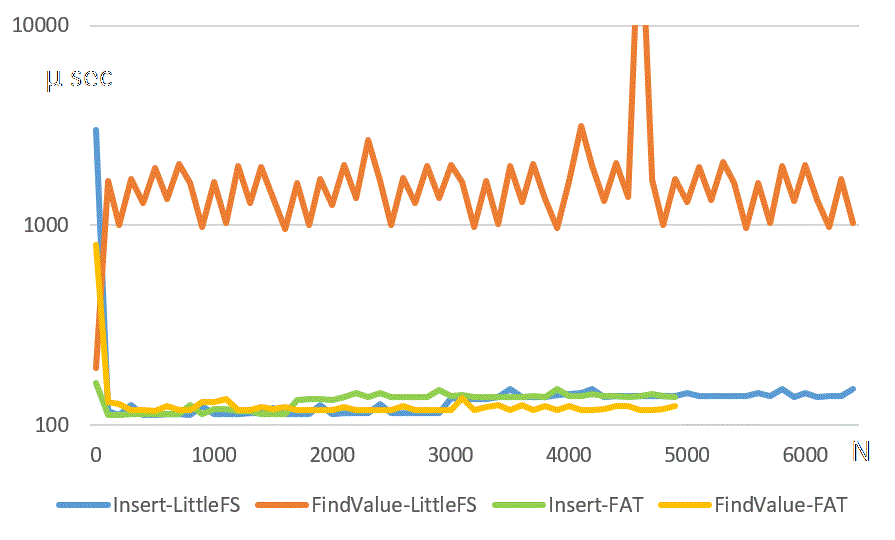 10000
μ sec
1000
100
0 1000 2000 3000 4000 5000 6000 N
Insert-LittleFS FindValue-LittleFS Insert-FAT FindValue-FAT